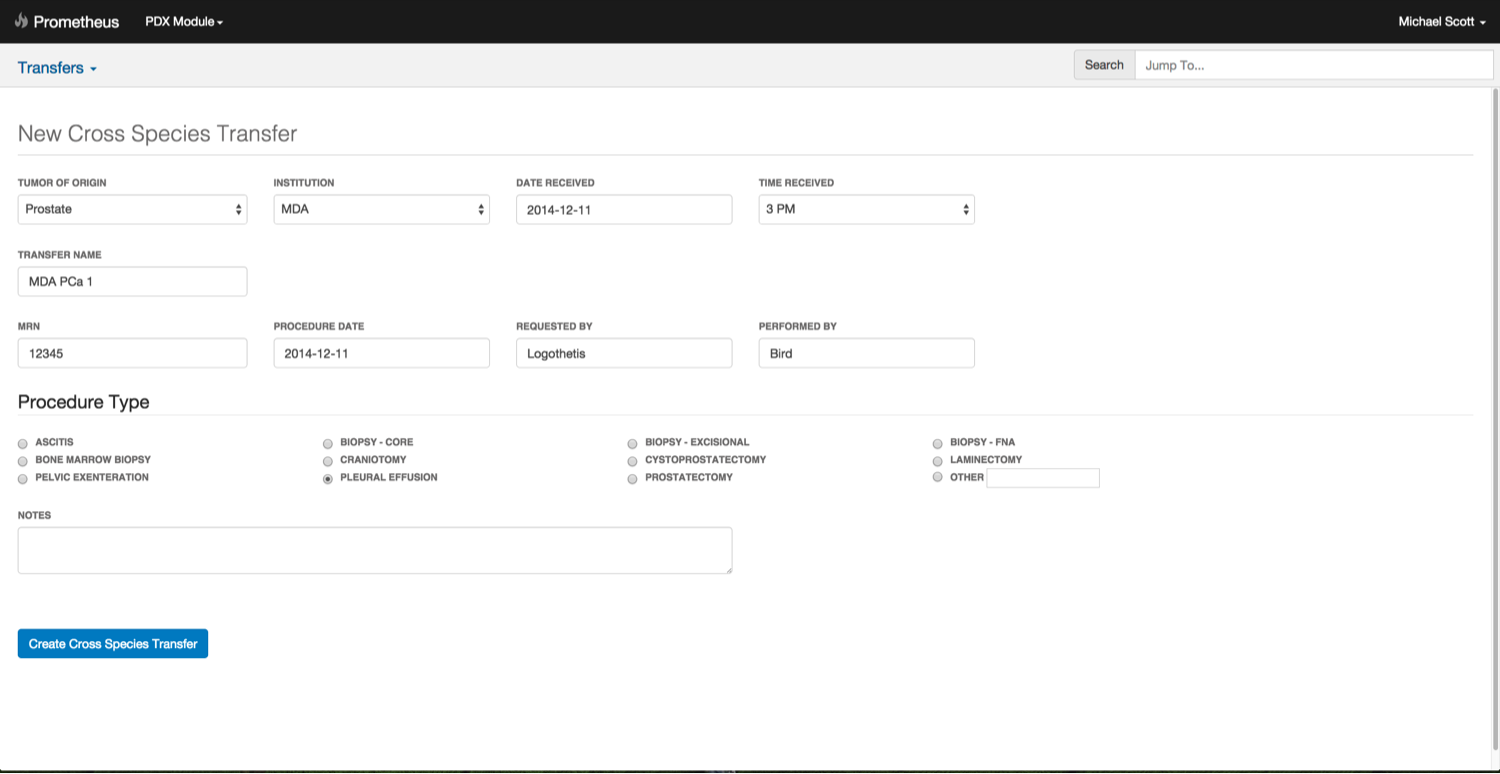 Prometheus PDX Module Michael Scott
Transfers Search Jump To...
New Cross Species Transfer
TUMOR OF ORIGIN INSTITUTION DATE RECEIVED TIME RECEIVED
Prostate MDA 2014-12-11 3 PM
TRANSFER NAME
MDA PCa 1
MRN PROCEDURE DATE REQUESTED BY PERFORMED BY
12345 2014-12-11 Logothetis Bird
Procedure Type
ASCITIS BIOPSY - CORE BIOPSY - EXCISIONAL BIOPSY - FNA
BONE MARROW BIOPSY CRANIOTOMY CYSTOPROSTATECTOMY LAMINECTOMY
PELVIC EXENTERATION PLEURAL EFFUSION PROSTATECTOMY OTHER
NOTES
Create Cross Species Transfer